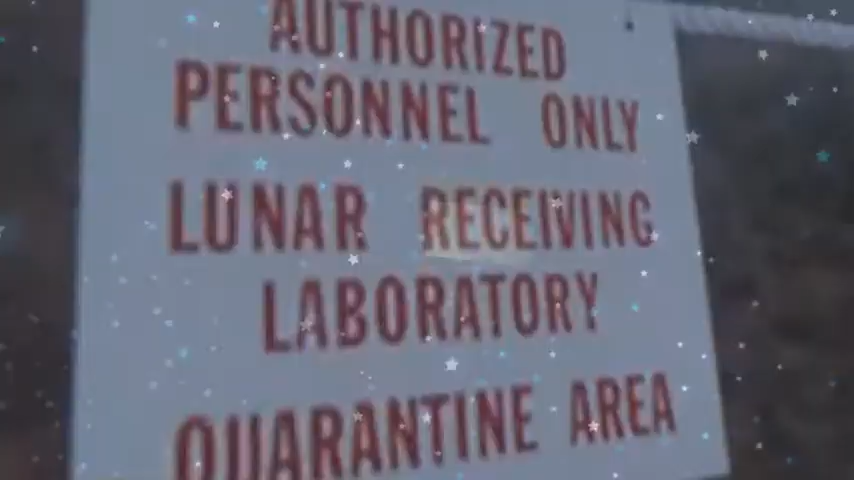 AUTHORIZED
PERSONNEL ONLY
LUNAR RECEIVING
LABORATORY
QUARANTINE AREA